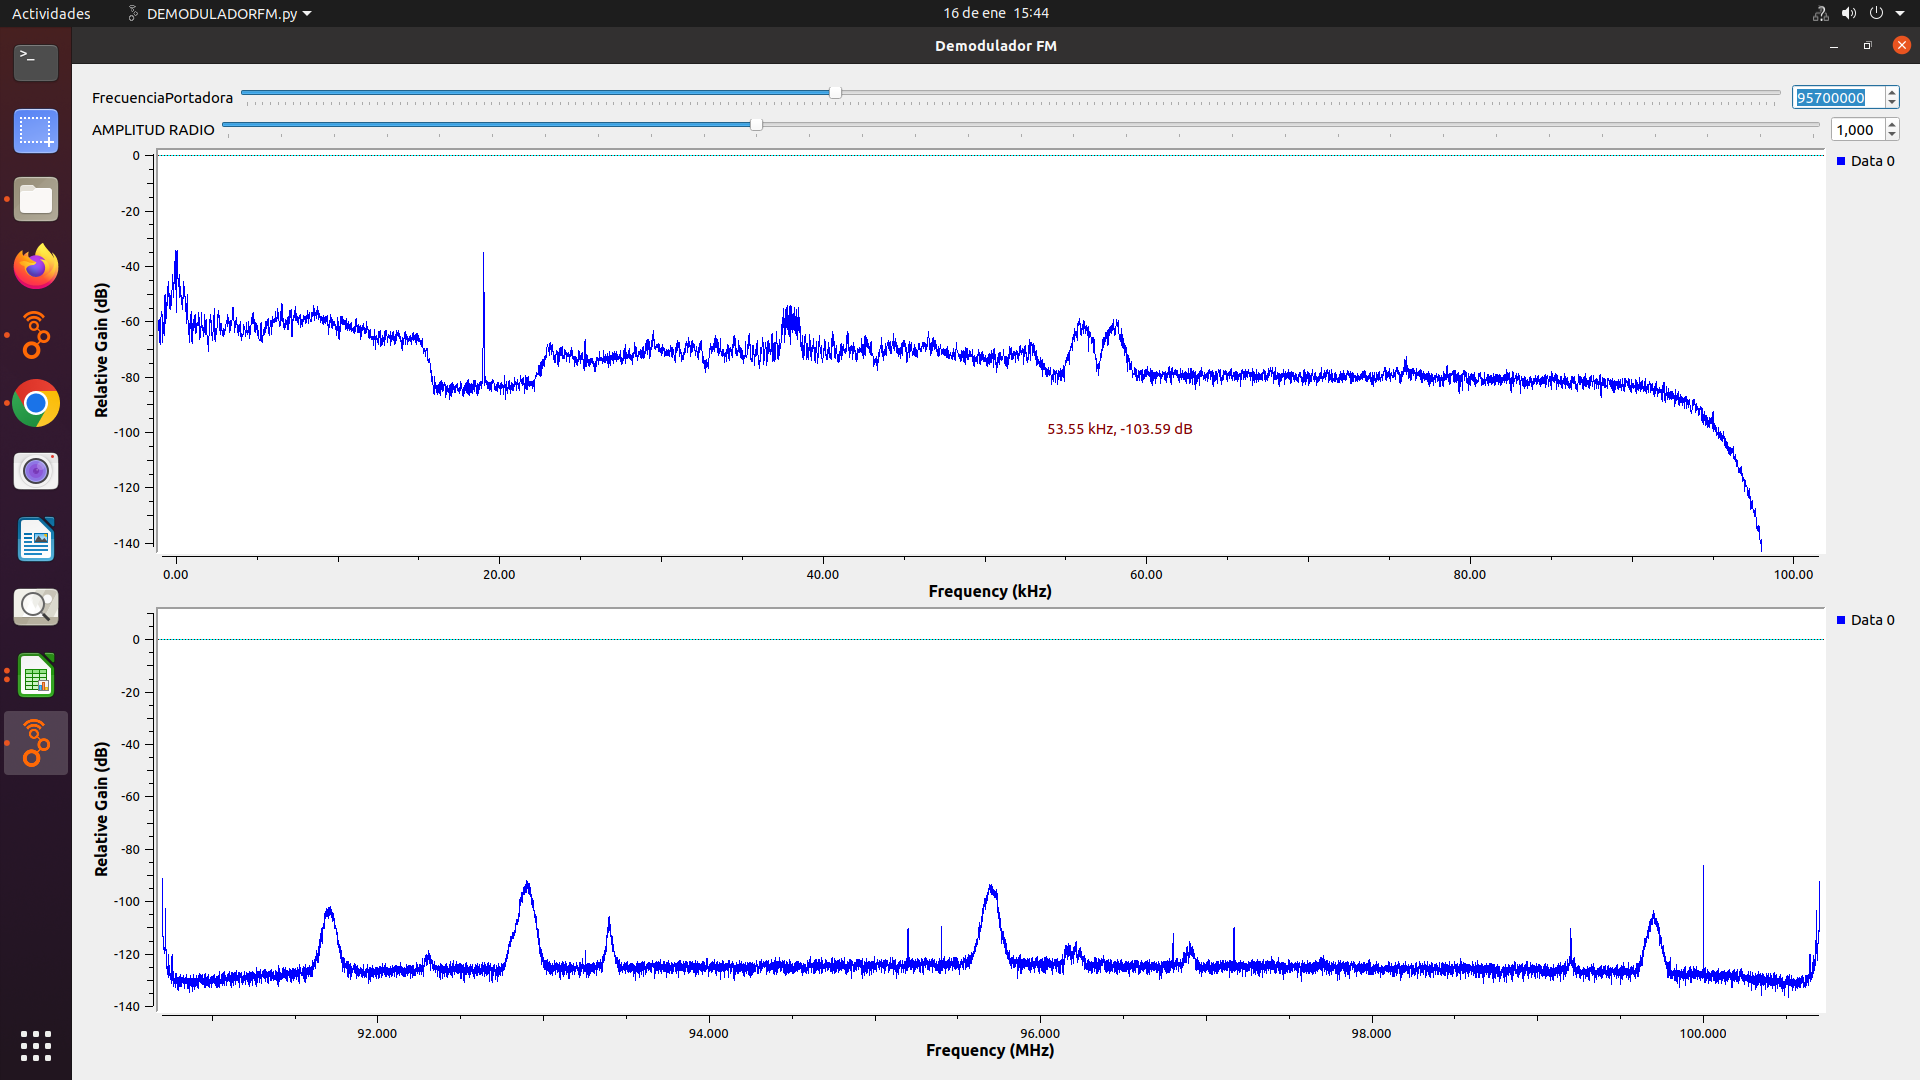 Actividades
DEMODULADORFM.py
16 de ene 15:44
Demodulador FM
FrecuenciaPortadora
95700000
AMPLITUD RADIO
1,000
Data 0
Relative Gain (dB)
0
-20
-40
-60
-80
-100
-120
-140
53.55 kHz, -103.59 dB
0.00 20.00 40.00 60.00 80.00 100.00
Frequency (kHz)
Data 0
Relative Gain (dB)
0
-20
-40
-60
-80
-100
-120
-140
92.000 94.000 96.000 98.000 100.000
Frequency (MHz)